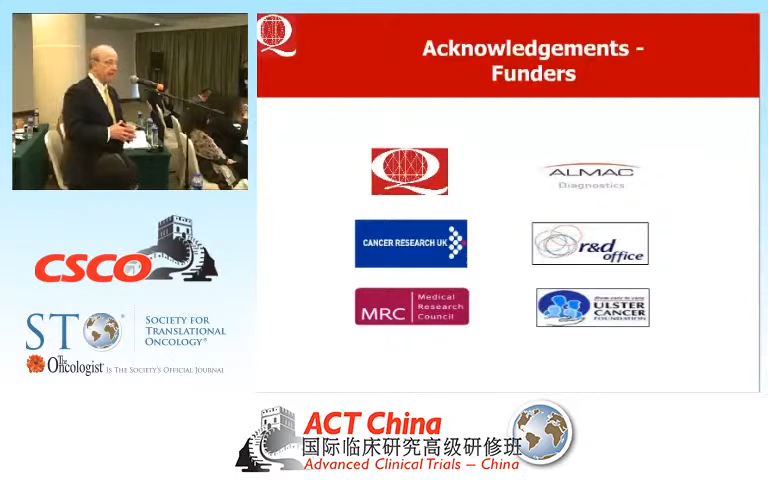 Acknowledgements -
Funders
Q
Q
ALMAC
Diagnostics
CANCER RESEARCH UK
r&d
office
MRC
Medical
Research
Council
ULSTER
CANCER
FOUNDATION
CSCO
STO
SOCIETY FOR
TRANSLATIONAL
ONCOLOGY®
The
Oncologist® IS THE SOCIETY'S OFFICIAL JOURNAL
ACT China
国际临床研究高级研修班
Advanced Clinical Trials – China